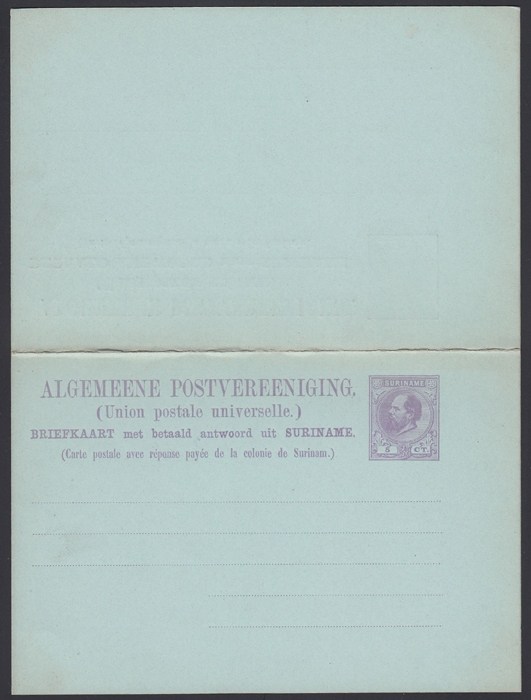 ALGEMEENE POSTVEREENIGING,
(Union postale universelle.)
BRIEFKAART met betaald antwoord uit SURINAME.
(Carte postale avec réponse payée de la colonie de Surinam.)
SURINAME
5 CT.